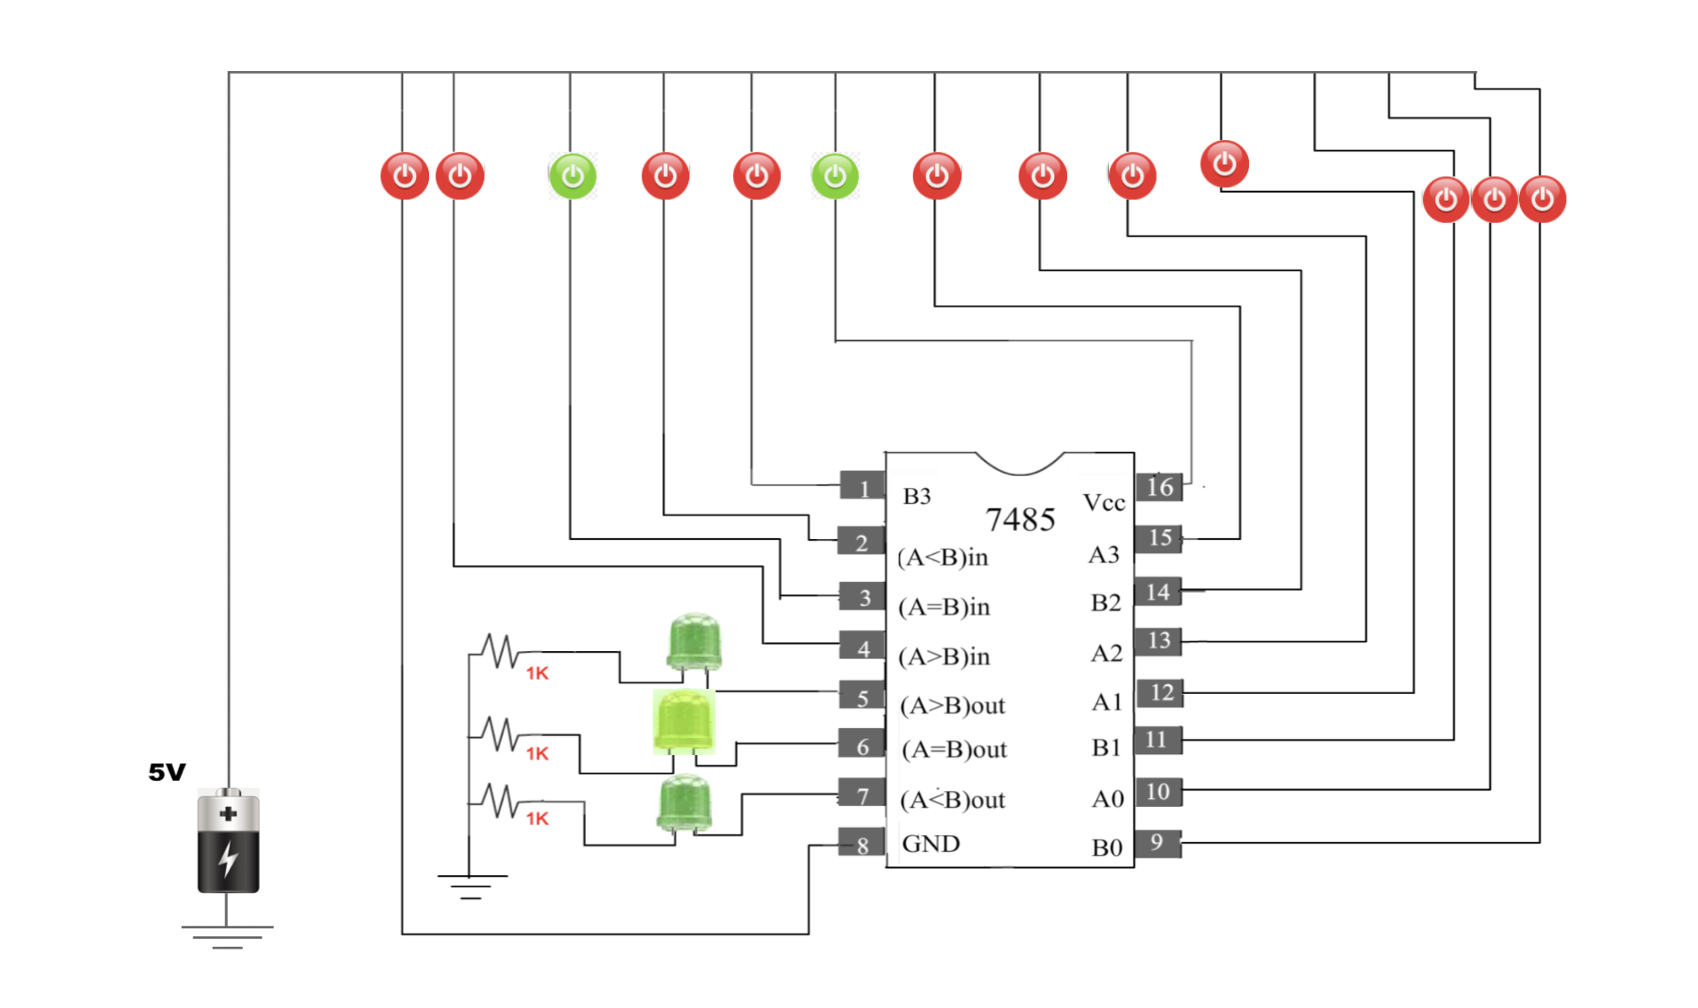 1
B3
16
Vcc
7485
2
(A<B)in
15
A3
3
(A=B)in
14
B2
4
(A>B)in
13
A2
1K
5
(A>B)out
12
A1
6
(A=B)out
11
B1
1K
5V
7
(A<B)out
10
A0
1K
8
GND
9
B0